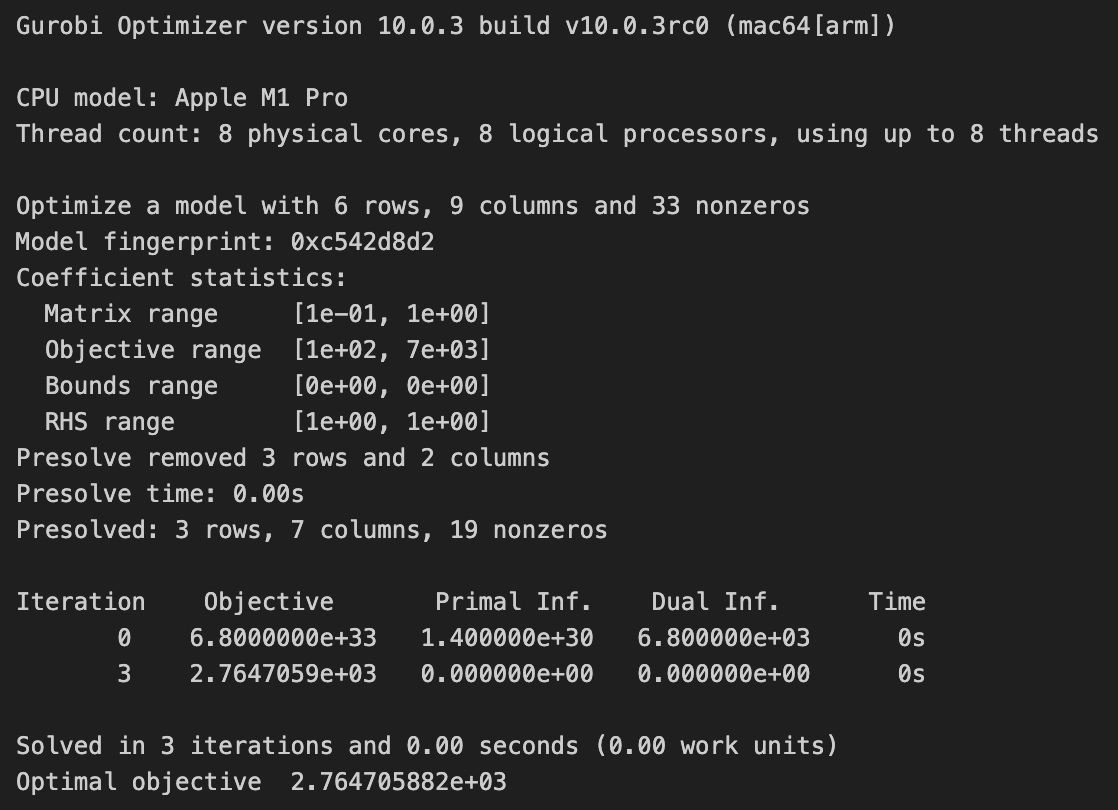 Gurobi Optimizer version 10.0.3 build v10.0.3rc0 (mac64[arm])

CPU model: Apple M1 Pro
Thread count: 8 physical cores, 8 logical processors, using up to 8 threads

Optimize a model with 6 rows, 9 columns and 33 nonzeros
Model fingerprint: 0xc542d8d2
Coefficient statistics:
  Matrix range     [1e-01, 1e+00]
  Objective range  [1e+02, 7e+03]
  Bounds range     [0e+00, 0e+00]
  RHS range        [1e+00, 1e+00]
Presolve removed 3 rows and 2 columns
Presolve time: 0.00s
Presolved: 3 rows, 7 columns, 19 nonzeros

Iteration    Objective       Primal Inf.    Dual Inf.      Time
       0    6.8000000e+33   1.400000e+30   6.800000e+03      0s
       3    2.7647059e+03   0.000000e+00   0.000000e+00      0s

Solved in 3 iterations and 0.00 seconds (0.00 work units)
Optimal objective  2.764705882e+03